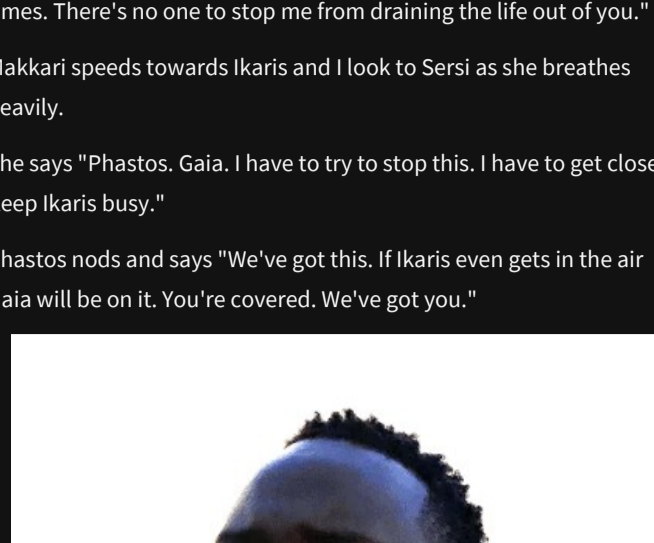 mes. There's no one to stop me from draining the life out of you."
Makkari speeds towards Ikaris and I look to Sersi as she breathes
eavily.
he says "Phastos. Gaia. I have to try to stop this. I have to get close
eep Ikaris busy."
hastos nods and says "We've got this. If Ikaris even gets in the air
aia will be on it. You're covered. We've got you."